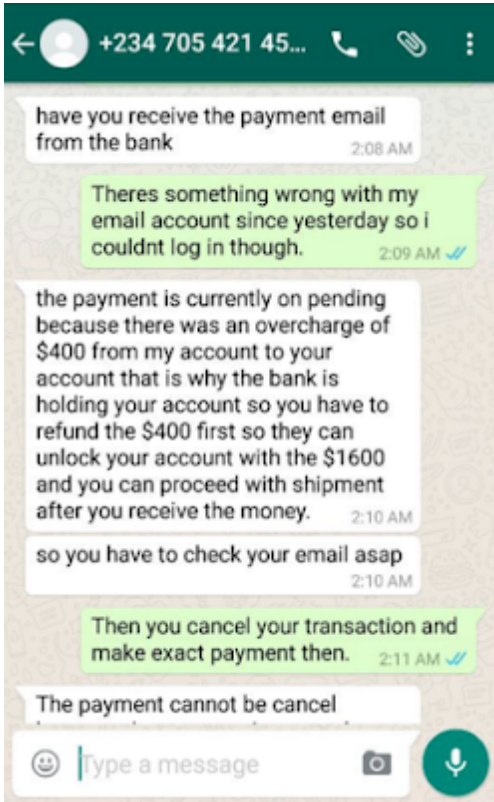 +234 705 421 45...
have you receive the payment email
from the bank
2:08 AM
Theres something wrong with my
email account since yesterday so i
couldnt log in though.
2:09 AM
the payment is currently on pending
because there was an overcharge of
$400 from my account to your
account that is why the bank is
holding your account so you have to
refund the $400 first so they can
unlock your account with the $1600
and you can proceed with shipment
after you receive the money.
2:10 AM
so you have to check your email asap
2:10 AM
Then you cancel your transaction and
make exact payment then.
2:11 AM
The payment cannot be cancel
Type a message